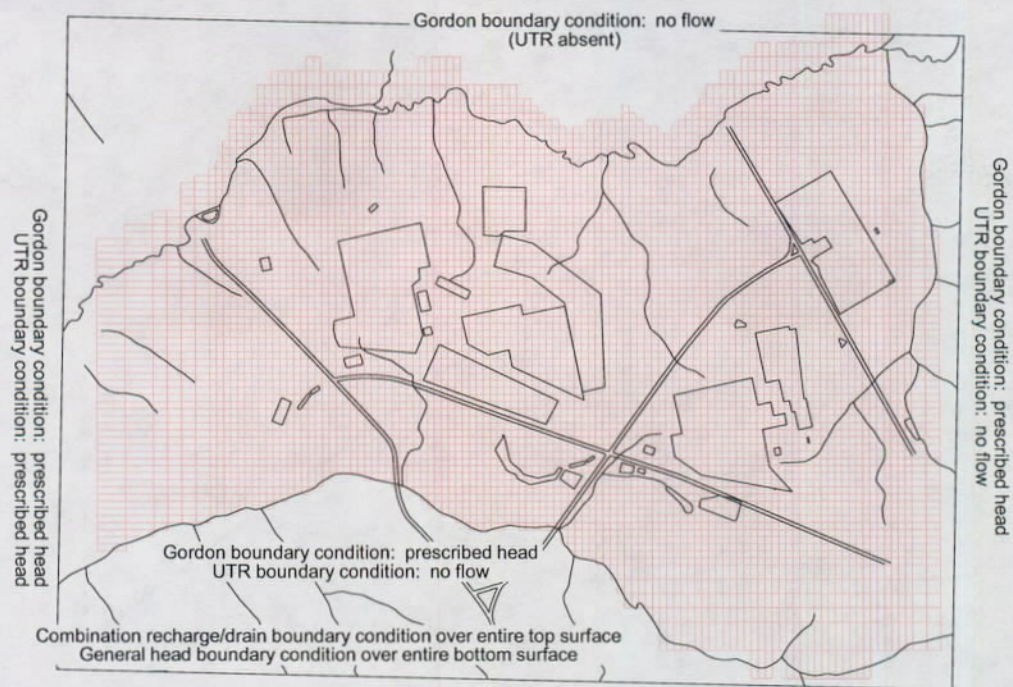 Gordon boundary condition: no flow
(UTR absent)
Gordon boundary condition: prescribed head
UTR boundary condition: prescribed head
Gordon boundary condition: prescribed head
UTR boundary condition: no flow
Gordon boundary condition: prescribed head
UTR boundary condition: no flow
Combination recharge/drain boundary condition over entire top surface
General head boundary condition over entire bottom surface